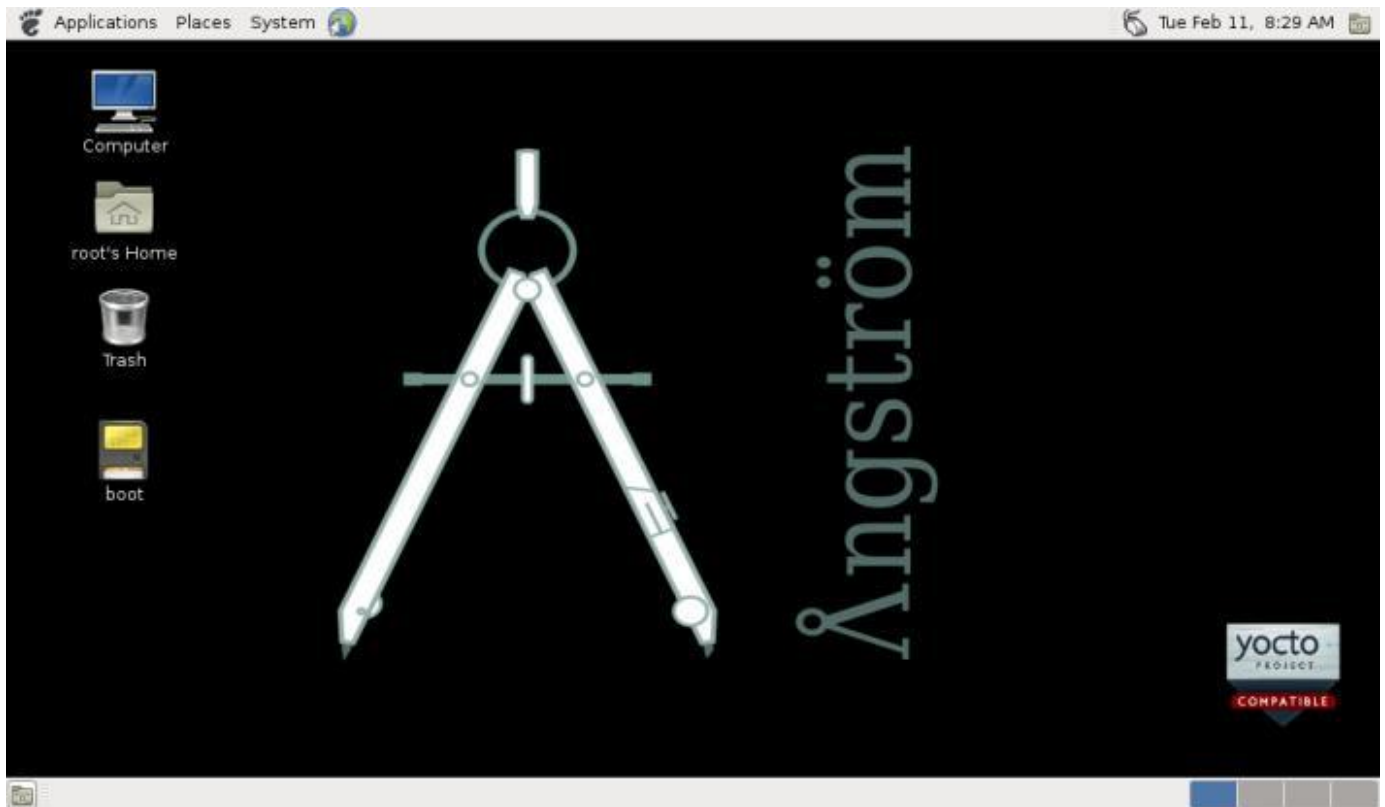 Applications Places System
Tue Feb 11, 8:29 AM
Computer
root's Home
Trash
boot
Ångström
yocto
PROJECT
COMPATIBLE